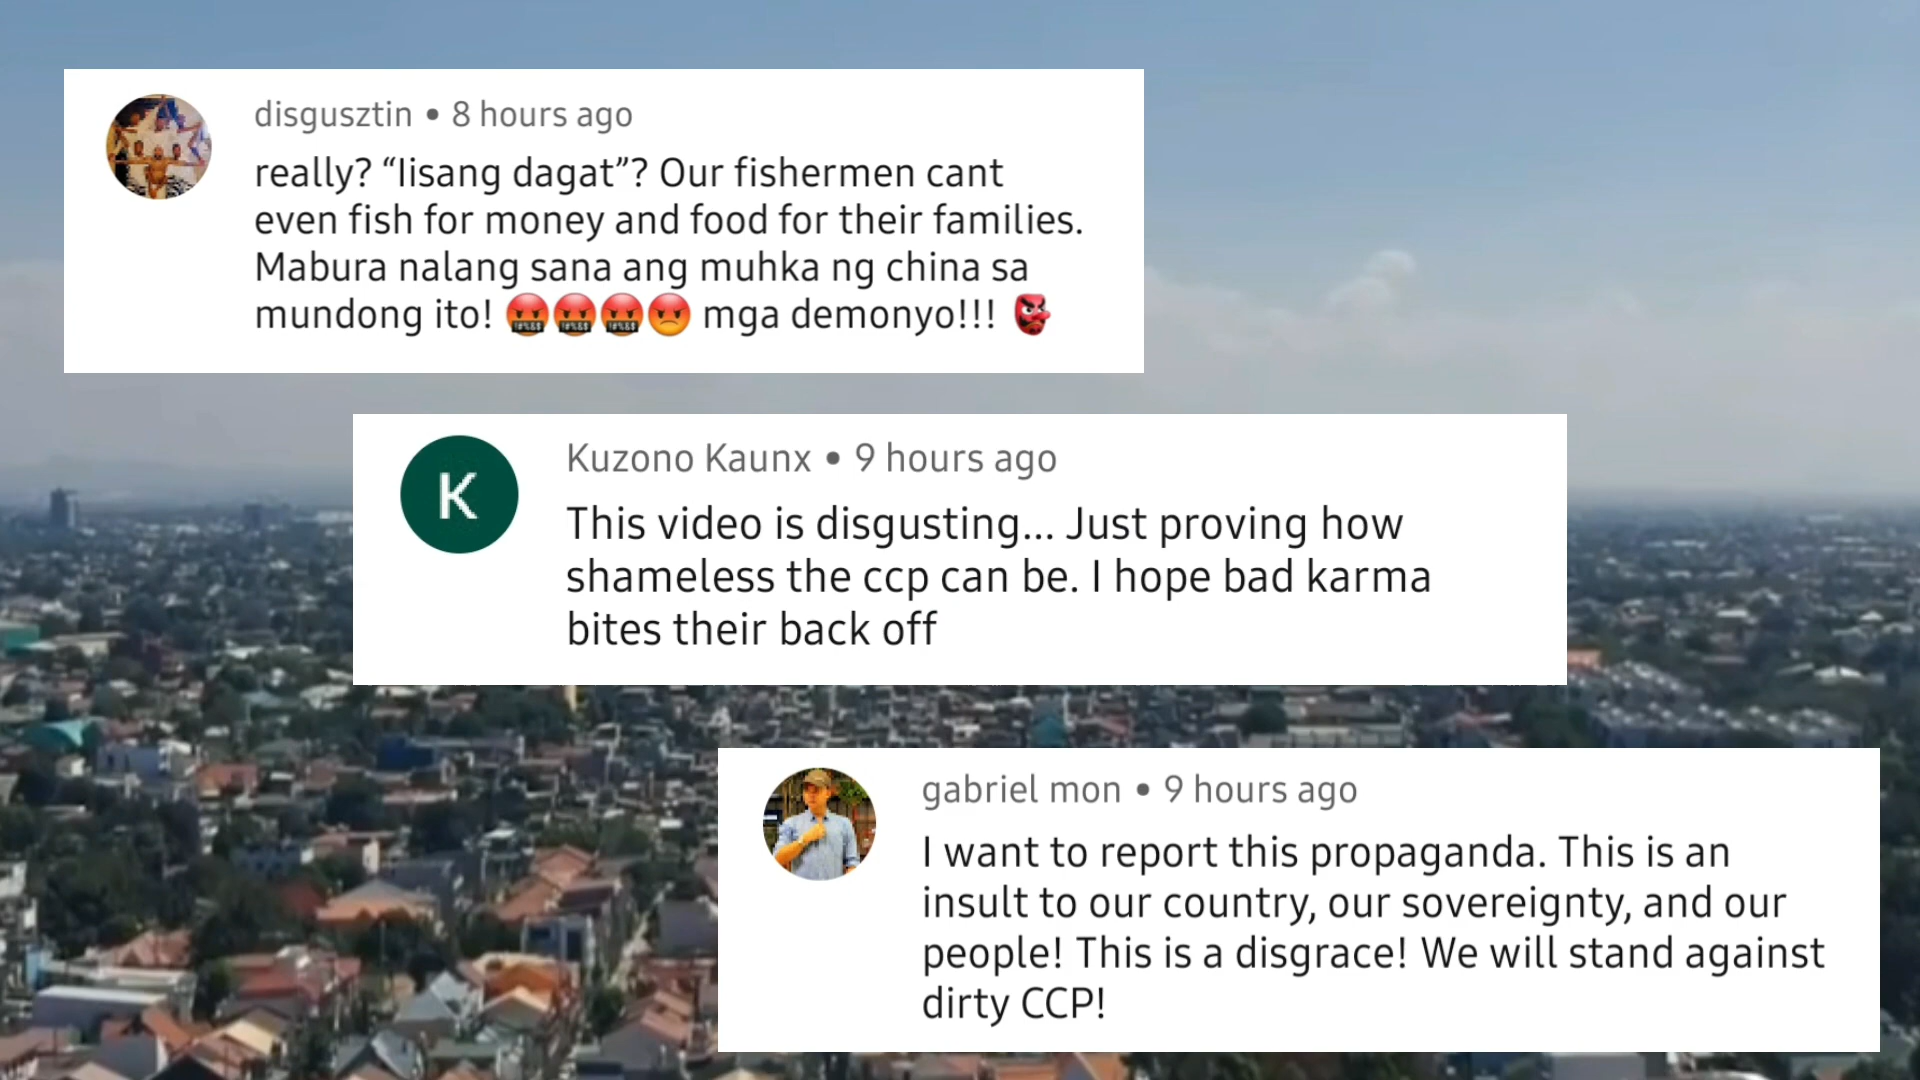 disgusztin • 8 hours ago
really? “Iisang dagat”? Our fishermen cant
even fish for money and food for their families.
Mabura nalang sana ang muhka ng china sa
mundong ito! 🤬🤬🤬😡 mga demonyo!!! 👺
K
Kuzono Kaunx • 9 hours ago
This video is disgusting... Just proving how
shameless the ccp can be. I hope bad karma
bites their back off
gabriel mon • 9 hours ago
I want to report this propaganda. This is an
insult to our country, our sovereignty, and our
people! This is a disgrace! We will stand against
dirty CCP!